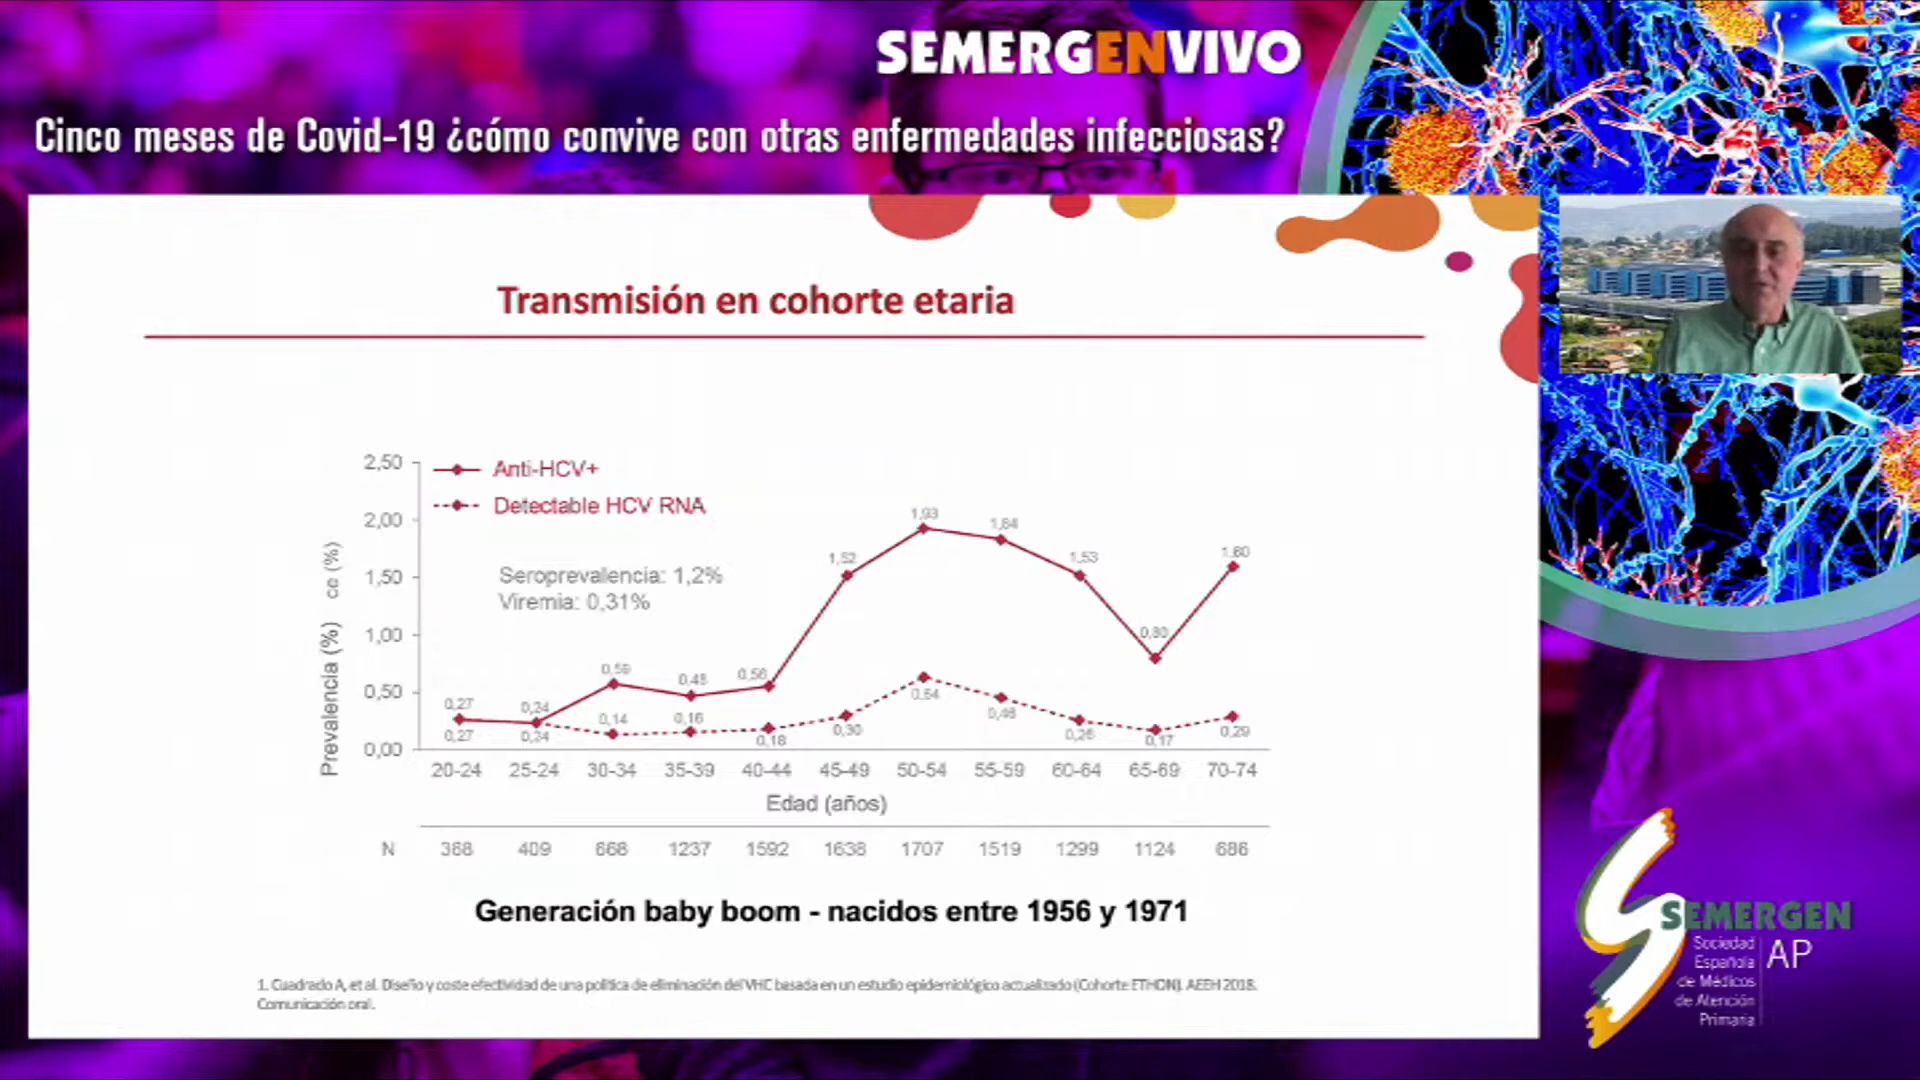 SEMERGENVIVO
Cinco meses de Covid-19 ¿cómo convive con otras enfermedades infecciosas?
Transmisión en cohorte etaria
2,50
2,00
1,50
1,00
0,50
0,00
Prevalencia (%)
(%)
Anti-HCV+
Detectable HCV RNA
Seroprevalencia: 1,2%
Viremia: 0,31%
0,27 0,24 0,59 0,48 0,56 1,52 1,93 1,84 1,53 0,80 1,60
0,27 0,24 0,14 0,16 0,18 0,30 0,64 0,46 0,26 0,17 0,29
20-24 25-24 30-34 35-39 40-44 45-49 50-54 55-59 60-64 65-69 70-74
Edad (años)
N 368 409 668 1237 1592 1638 1707 1519 1299 1124 686
Generación baby boom - nacidos entre 1956 y 1971
1. Cuadrado A, et al. Diseño y coste efectividad de una política de eliminación del VHC basada en un estudio epidemiológico actualizado (Cohorte ETHON). AEEH 2018.
Comunicación oral.
SEMERGEN
Sociedad
Española
de Médicos
de Atención
Primaria
AP